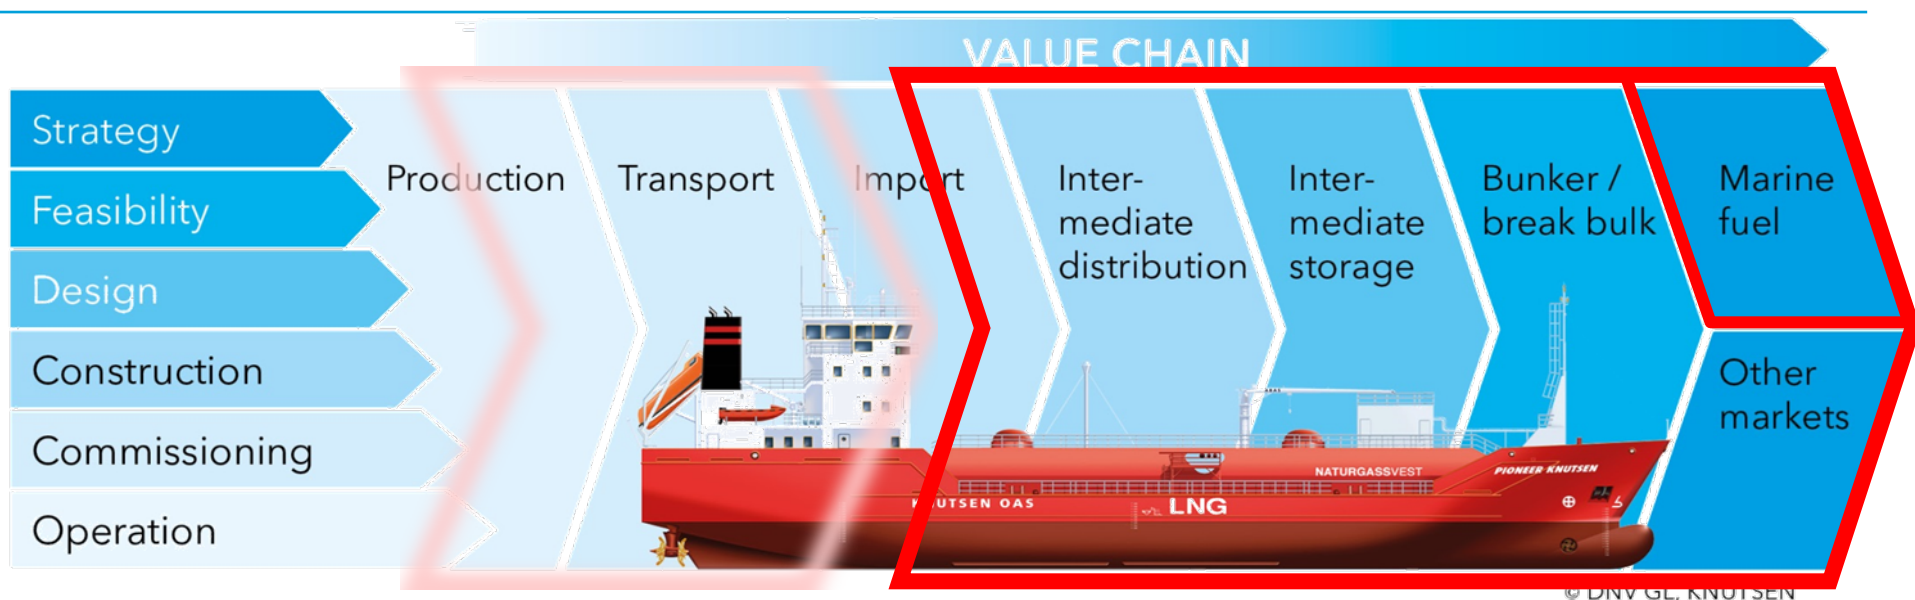 VALUE CHAIN
Strategy
Feasibility
Design
Construction
Commissioning
Operation
Production
Transport
Import
Inter-
mediate
distribution
Inter-
mediate
storage
Bunker /
break bulk
Marine
fuel
Other
markets
NATURGASSVEST
PIONEER KNUTSEN
KNUTSEN OAS
LNG
© DNV GL, KNUTSEN